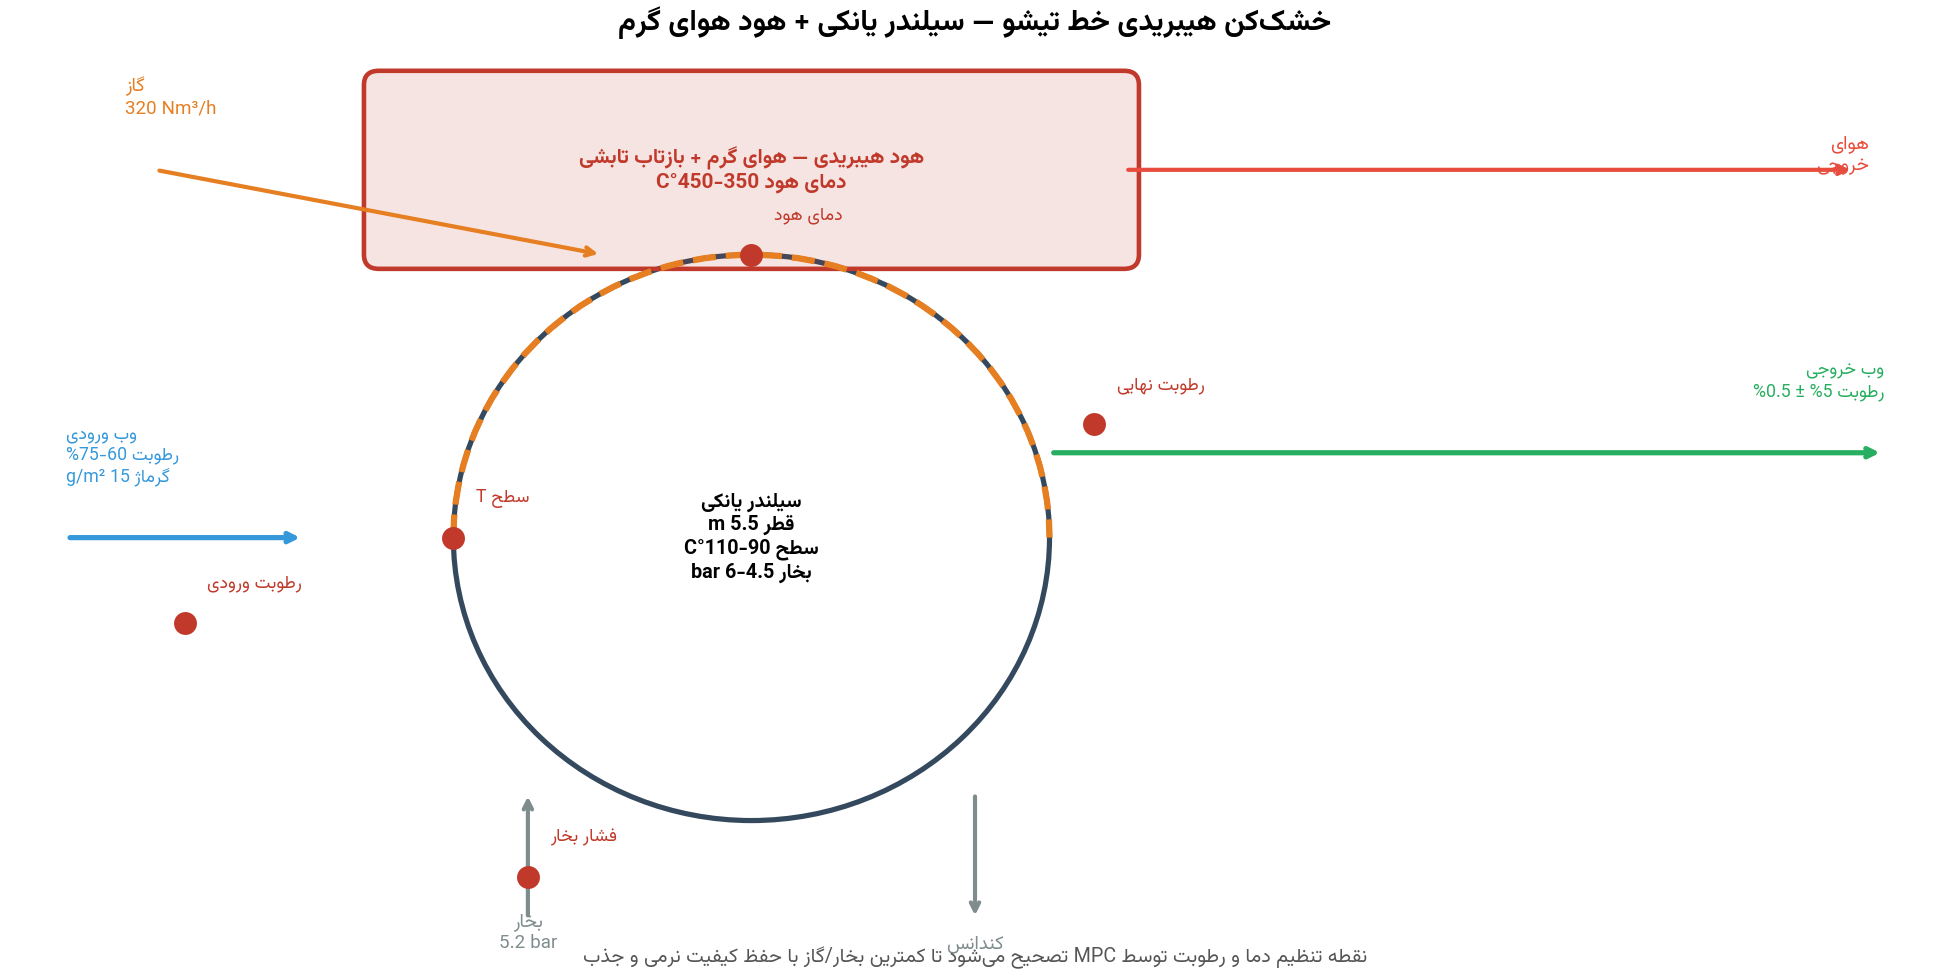 خشک‌کن هیبریدی خط تیشو — سیلندر یانکی + هود هوای گرم
گاز
320 Nm³/h
هود هیبریدی — هوای گرم + بازتاب تابشی
دمای هود 350-450°C
دمای هود
هوای
خروجی
رطوبت نهایی
وب خروجی
رطوبت 5% ± 0.5%
وب ورودی
رطوبت 60-75%
گرماژ 15 g/m²
سطح T
سیلندر یانکی
قطر 5.5 m
سطح 90-110°C
بخار 4.5-6 bar
رطوبت ورودی
فشار بخار
بخار
5.2 bar
کندانس
نقطه تنظیم دما و رطوبت توسط MPC تصحیح می‌شود تا کمترین بخار/گاز با حفظ کیفیت نرمی و جذب